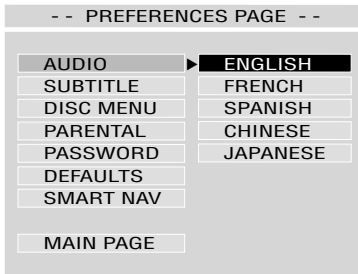 - - PREFERENCES PAGE - -
AUDIO ENGLISH
SUBTITLE FRENCH
DISC MENU SPANISH
PARENTAL CHINESE
PASSWORD JAPANESE
DEFAULTS
SMART NAV
MAIN PAGE